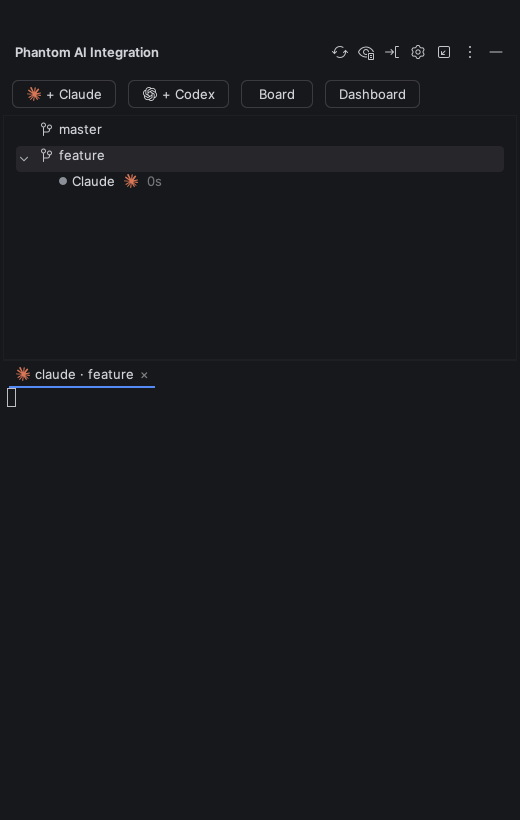 Phantom AI Integration
+ Claude + Codex Board Dashboard
master
feature
Claude 0s
claude · feature ×